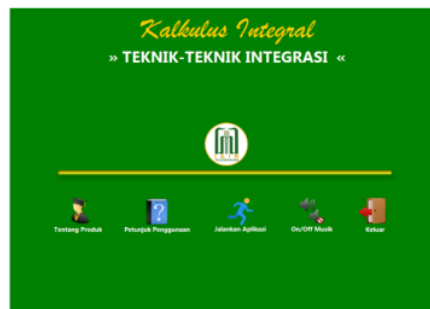 Kalkulus Integral
» TEKNIK-TEKNIK INTEGRASI «
Tentang Produk Petunjuk Penggunaan Jalankan Aplikasi On/Off Musik Keluar